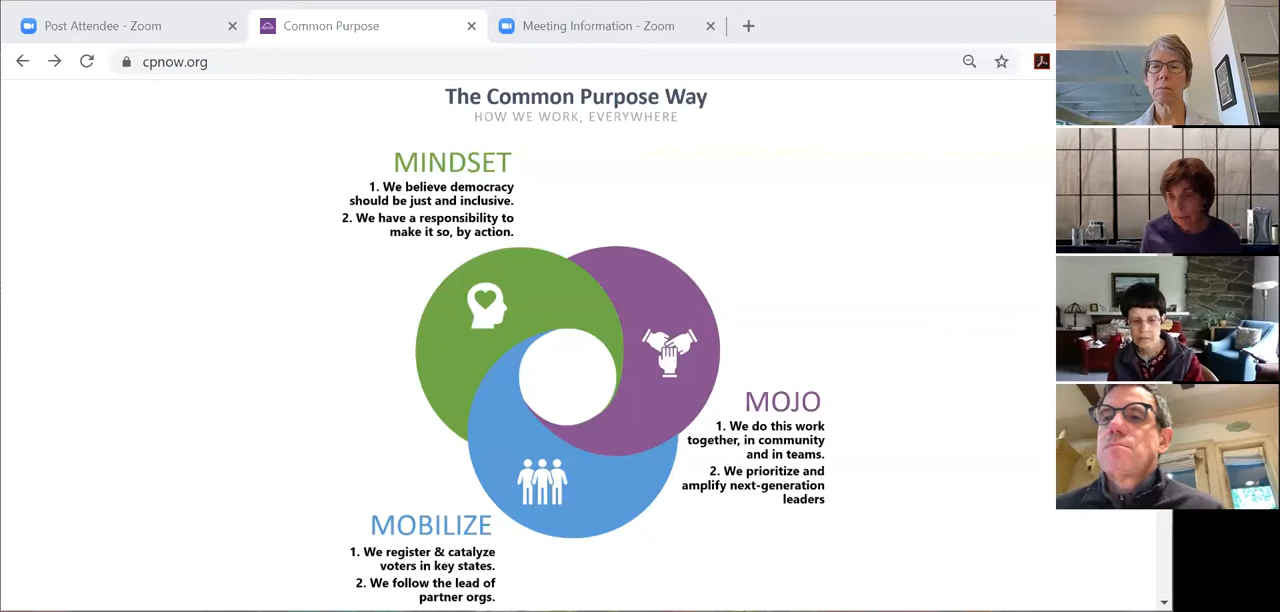 Post Attendee - Zoom
Common Purpose
Meeting Information - Zoom
cpnow.org
The Common Purpose Way
HOW WE WORK, EVERYWHERE
MINDSET
1. We believe democracy
should be just and inclusive.
2. We have a responsibility to
make it so, by action.
MOJO
1. We do this work
together, in community
and in teams.
2. We prioritize and
amplify next-generation
leaders
MOBILIZE
1. We register & catalyze
voters in key states.
2. We follow the lead of
partner orgs.